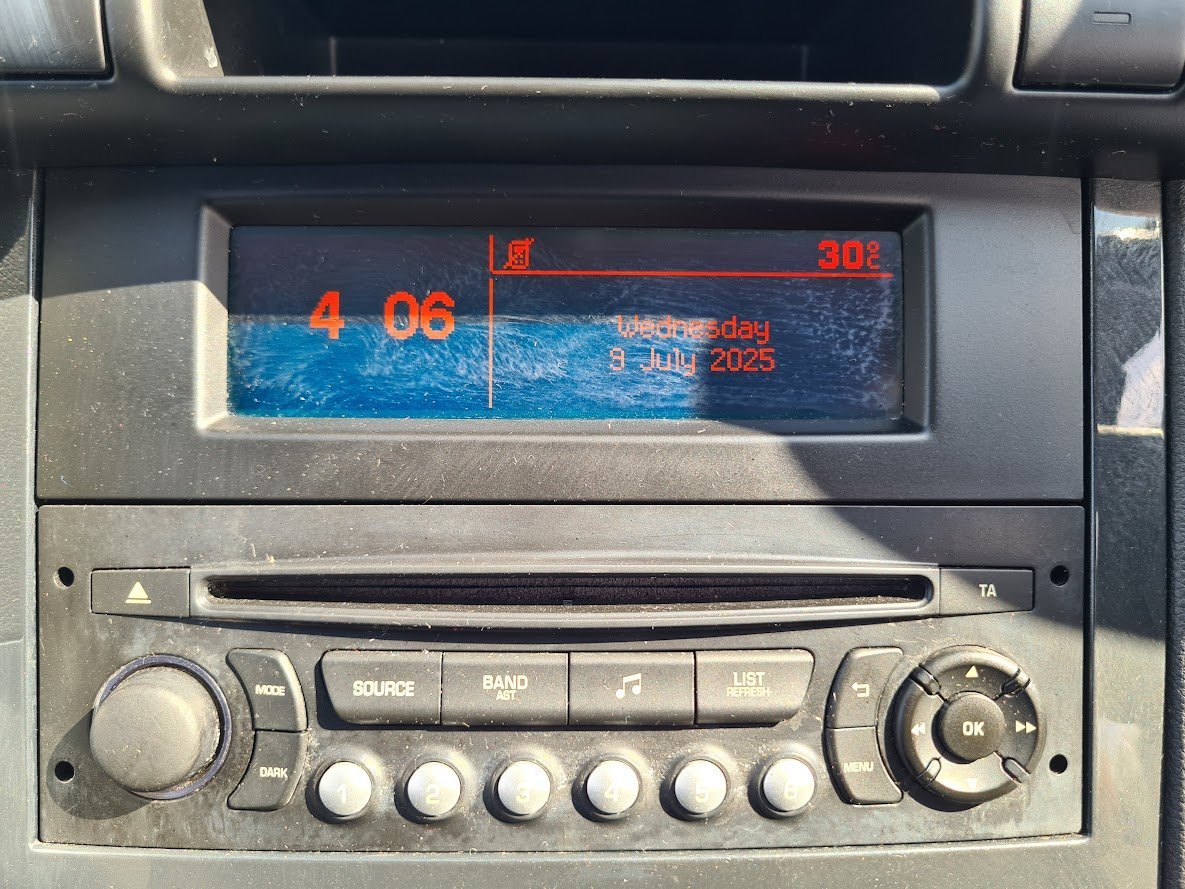 30°C
4 06
Wednesday
9 July 2025
TA
MODE
SOURCE
BAND
AST
LIST
REFRESH
OK
DARK
MENU
1 2 3 4 5 6